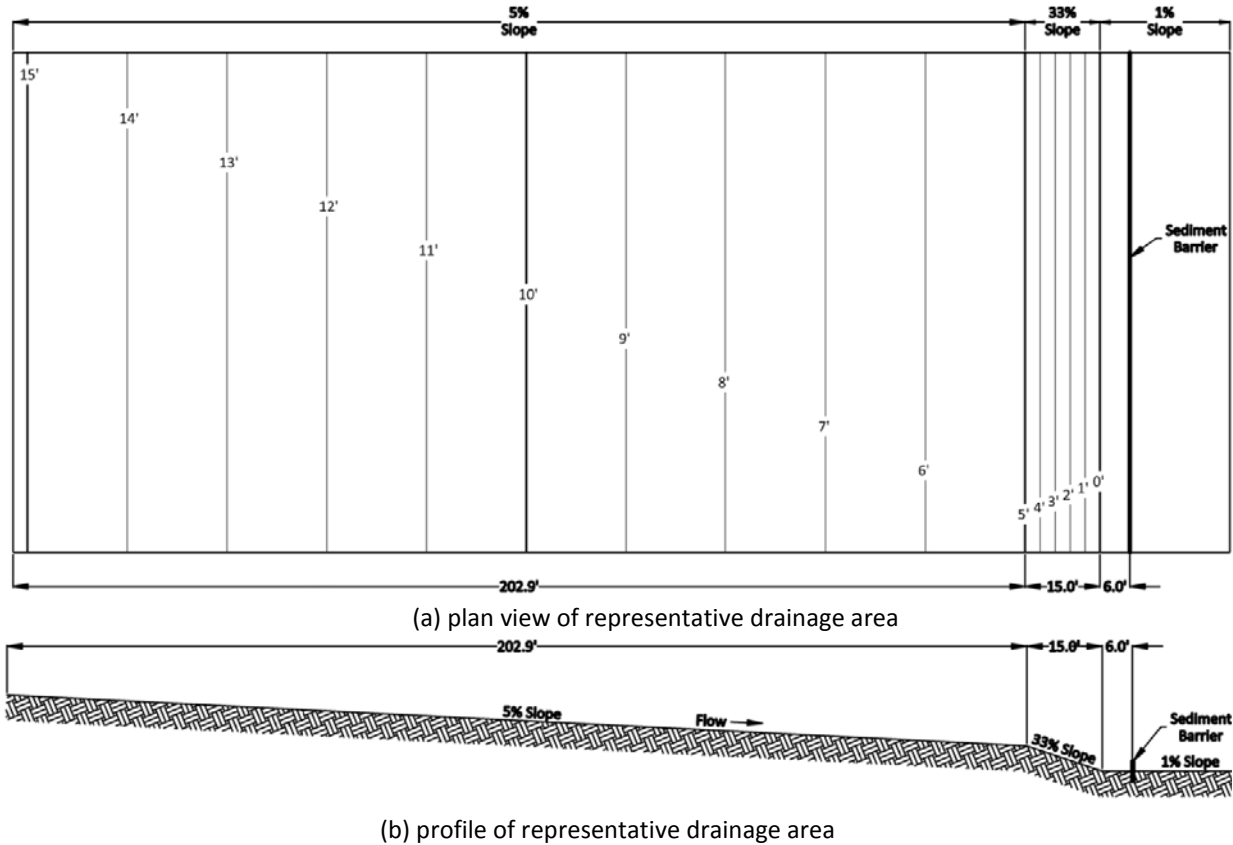 5%
Slope
33%
Slope
1%
Slope
15'
14'
13'
12'
11'
10'
9'
8'
7'
6'
5'
4'
3'
2'
1'
0'
Sediment
Barrier
202.9'
15.0'
6.0'
(a) plan view of representative drainage area
202.9'
15.0'
6.0'
5% Slope
Flow
33% Slope
Sediment
Barrier
1% Slope
(b) profile of representative drainage area